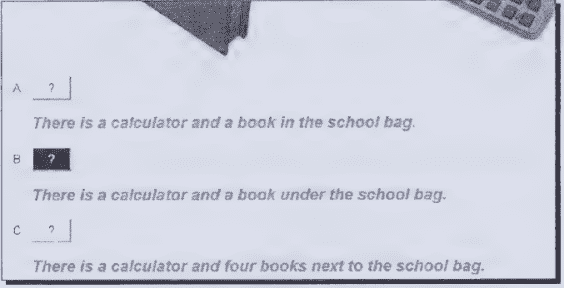 A ?
There is a calculator and a book in the school bag.
B ?
There is a calculator and a book under the school bag.
C ?
There is a calculator and four books next to the school bag.